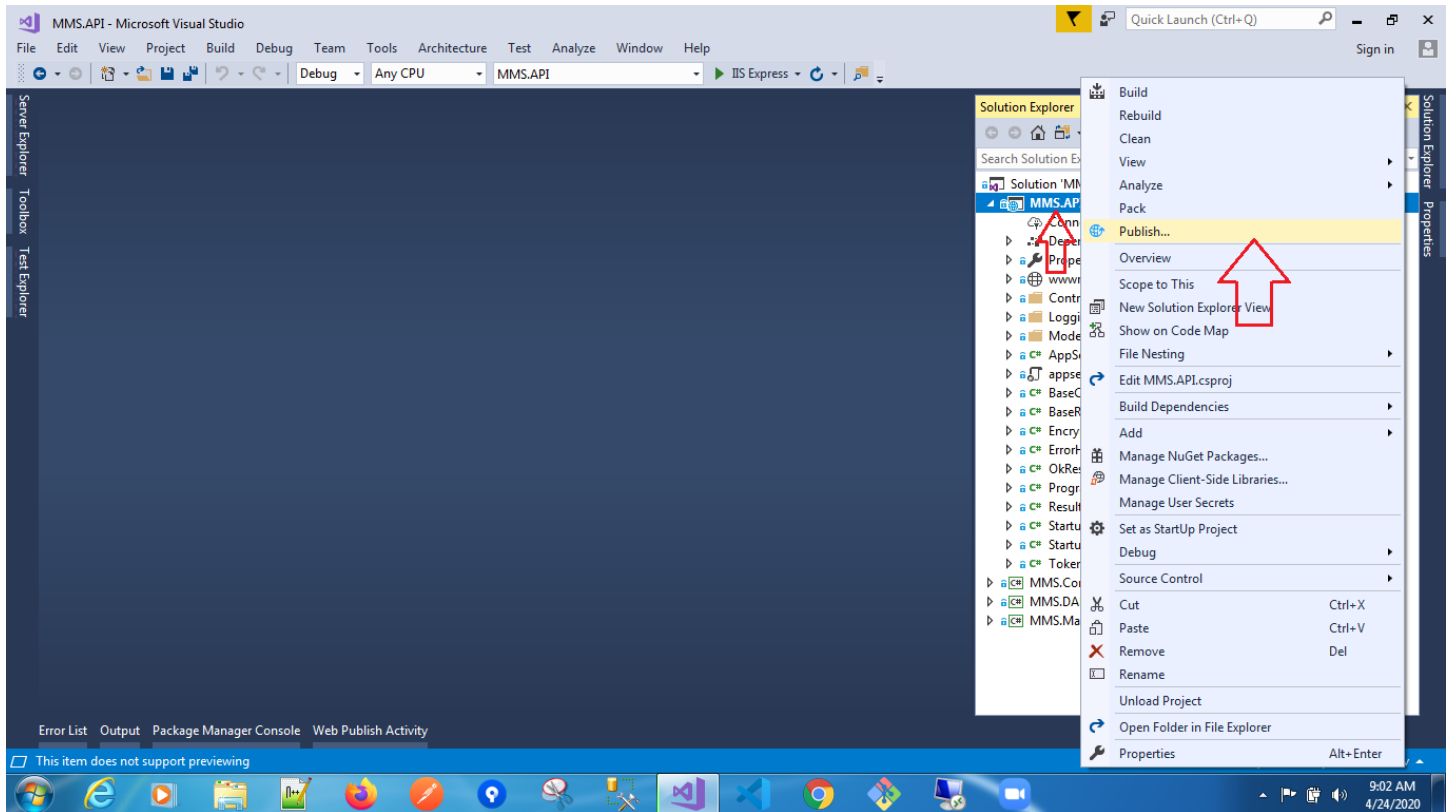 MMS.API - Microsoft Visual Studio
Quick Launch (Ctrl+Q)
File Edit View Project Build Debug Team Tools Architecture Test Analyze Window Help
Sign in
Debug Any CPU MMS.API IIS Express
Server Explorer
Toolbox
Test Explorer
Solution Explorer
Search Solution Ex
Solution 'MM
MMS.AP
Conn
Depen
Prope
wwwr
Contr
Loggi
Mode
AppSe
appse
C# BaseC
C# BaseR
C# Encry
C# ErrorH
C# OkRes
C# Progr
C# Result
C# Startu
C# Startu
C# Token
C# MMS.Co
C# MMS.DA
C# MMS.Ma
Build
Rebuild
Clean
View
Analyze
Pack
Publish...
Overview
Scope to This
New Solution Explorer View
Show on Code Map
File Nesting
Edit MMS.API.csproj
Build Dependencies
Add
Manage NuGet Packages...
Manage Client-Side Libraries...
Manage User Secrets
Set as StartUp Project
Debug
Source Control
Cut Ctrl+X
Paste Ctrl+V
Remove Del
Rename
Unload Project
Open Folder in File Explorer
Properties Alt+Enter
Solution Explorer
Properties
Error List Output Package Manager Console Web Publish Activity
This item does not support previewing
9:02 AM
4/24/2020